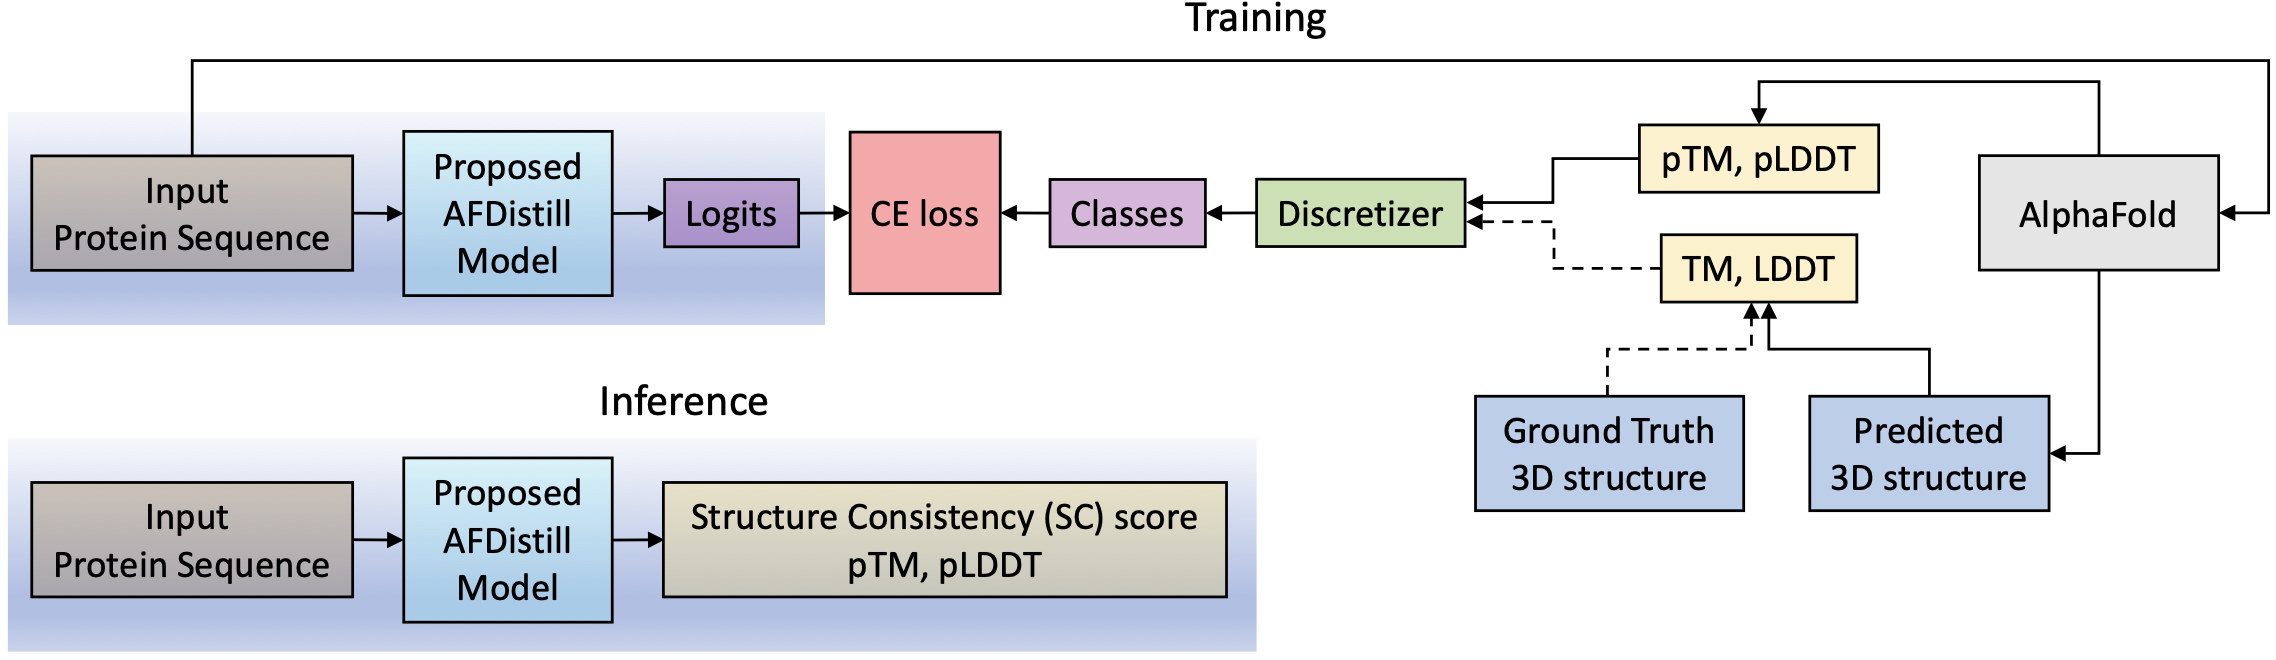 Training
Input
Protein Sequence
Proposed
AFDistill
Model
Logits
CE loss
Classes
Discretizer
pTM, pLDDT
TM, LDDT
AlphaFold
Ground Truth
3D structure
Predicted
3D structure
Inference
Input
Protein Sequence
Proposed
AFDistill
Model
Structure Consistency (SC) score
pTM, pLDDT